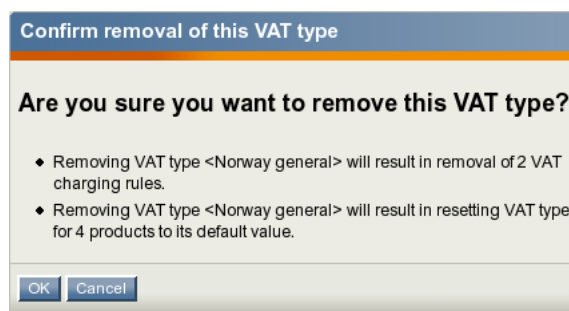 Confirm removal of this VAT type
Are you sure you want to remove this VAT type?
Removing VAT type <Norway general> will result in removal of 2 VAT
charging rules.
Removing VAT type <Norway general> will result in resetting VAT type
for 4 products to its default value.
OK Cancel